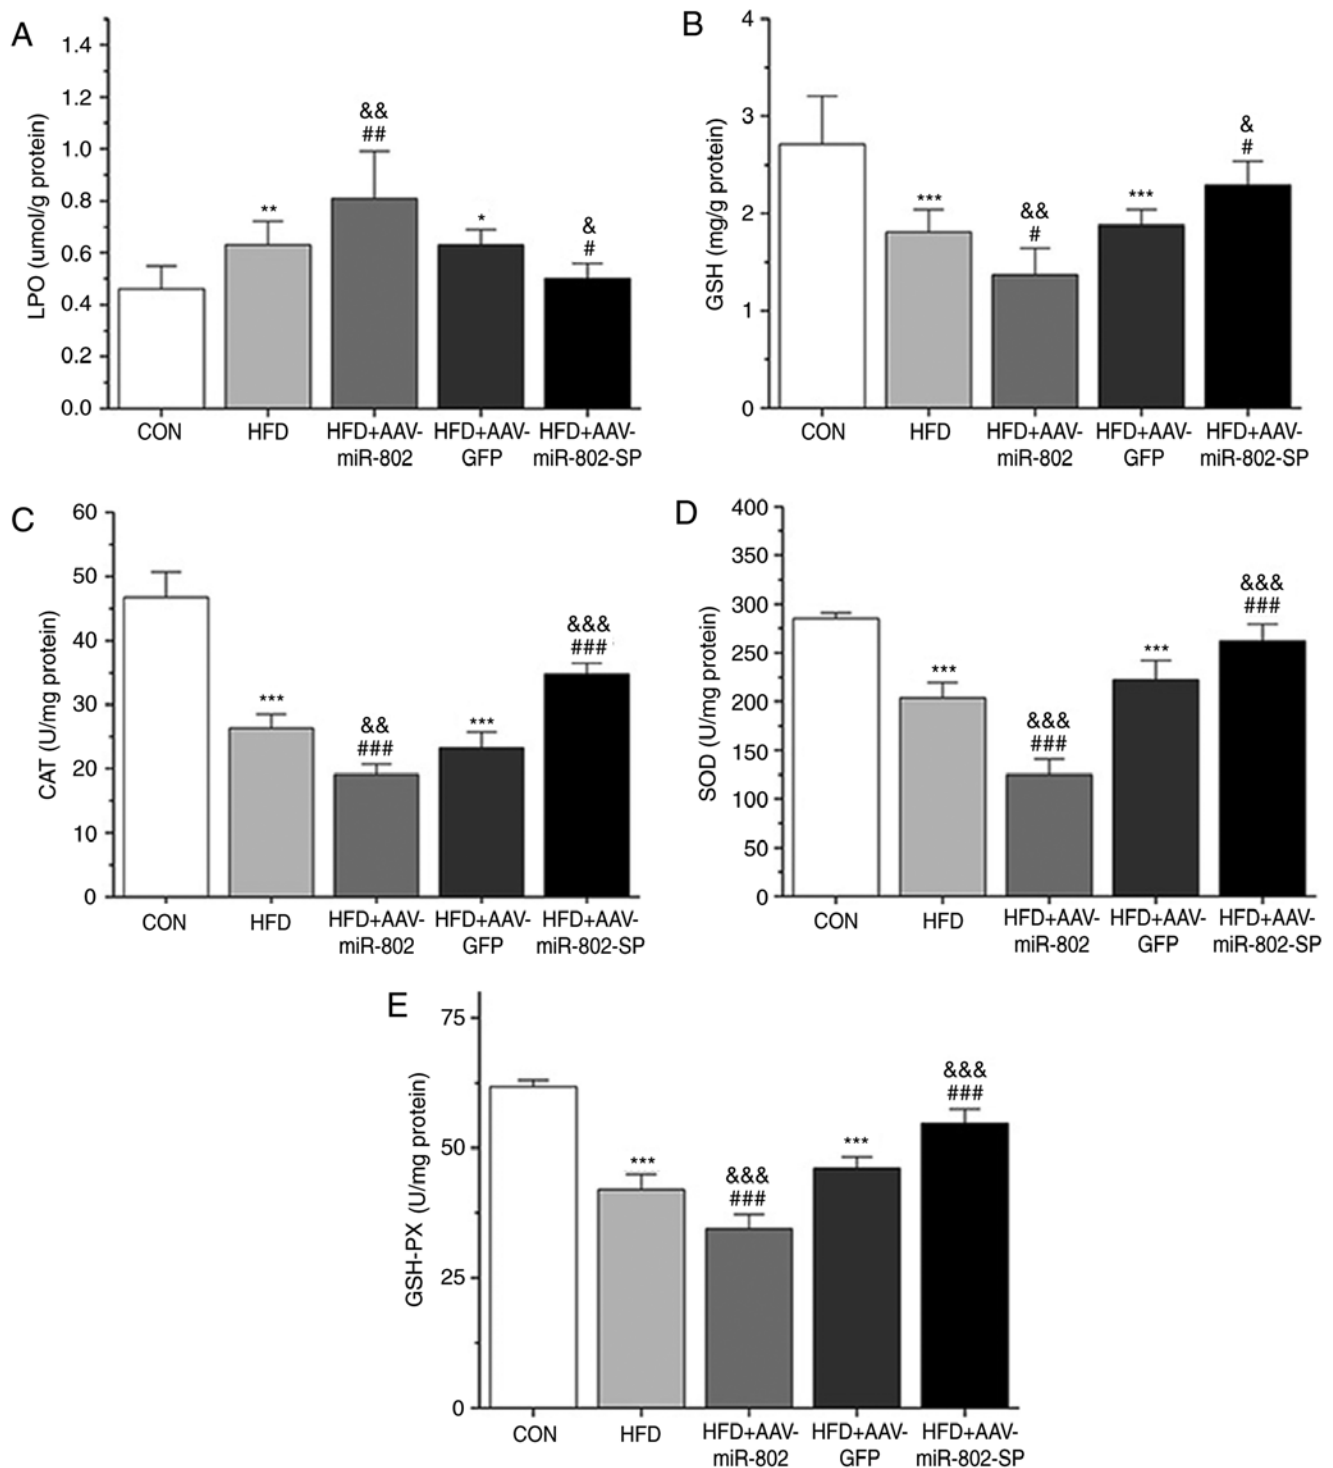 A
LPO (umol/g protein)
1.4
1.2
1.0
0.8
0.6
0.4
0.2
0.0
**
&&
##
*
&
#
CON
HFD
HFD+AAV-
miR-802
HFD+AAV-
GFP
HFD+AAV-
miR-802-SP
B
GSH (mg/g protein)
4
3
2
1
0
***
&&
#
***
&
#
CON
HFD
HFD+AAV-
miR-802
HFD+AAV-
GFP
HFD+AAV-
miR-802-SP
C
CAT (U/mg protein)
60
50
40
30
20
10
0
***
&&
###
***
&&&
###
CON
HFD
HFD+AAV-
miR-802
HFD+AAV-
GFP
HFD+AAV-
miR-802-SP
D
SOD (U/mg protein)
400
350
300
250
200
150
100
50
0
***
&&&
###
***
&&&
###
CON
HFD
HFD+AAV-
miR-802
HFD+AAV-
GFP
HFD+AAV-
miR-802-SP
E
GSH-PX (U/mg protein)
75
50
25
0
***
&&&
###
***
&&&
###
CON
HFD
HFD+AAV-
miR-802
HFD+AAV-
GFP
HFD+AAV-
miR-802-SP